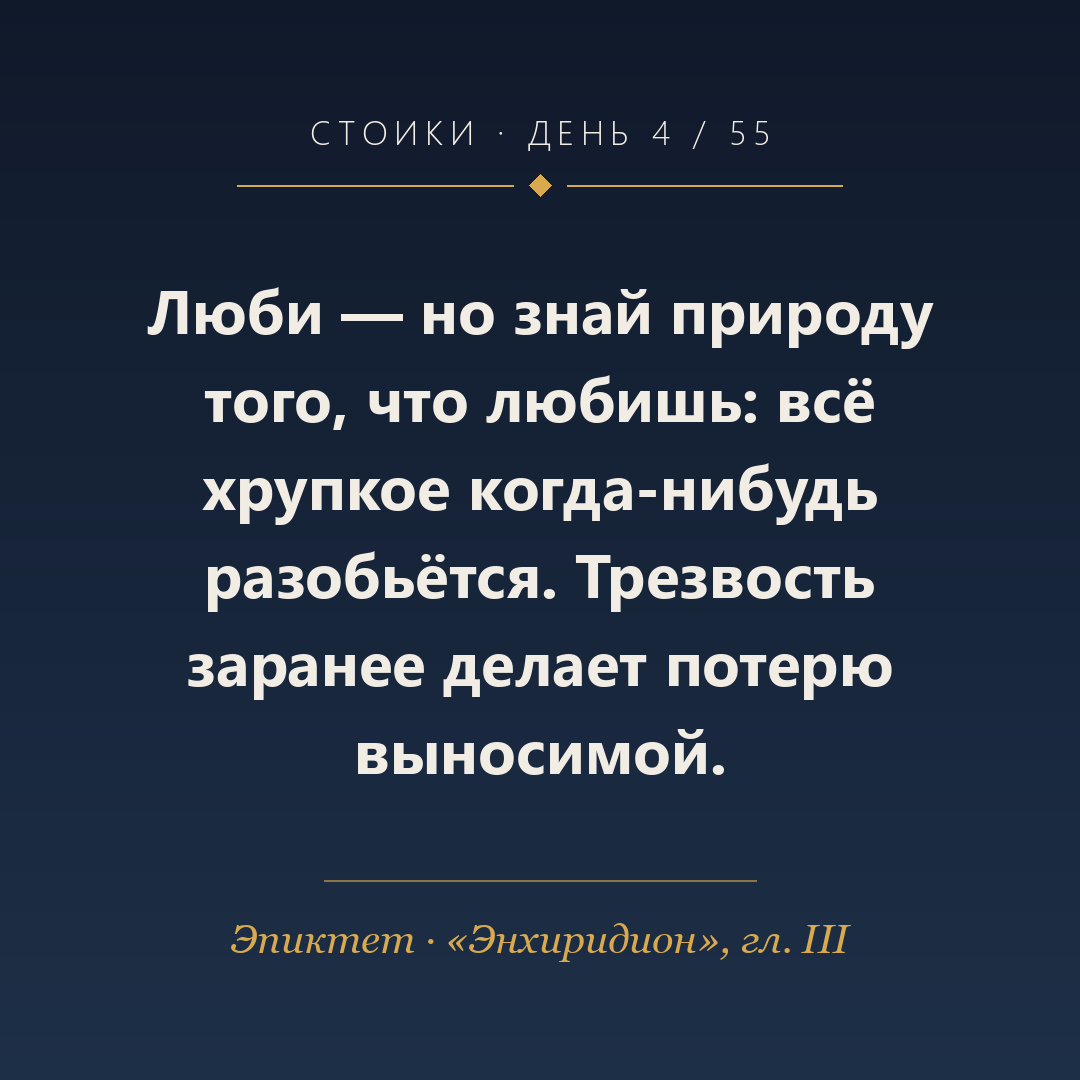 СТОИКИ · ДЕНЬ 4 / 55
Люби — но знай природу
того, что любишь: всё
хрупкое когда-нибудь
разобьётся. Трезвость
заранее делает потерю
выносимой.
Эпиктет · «Энхиридион», гл. III